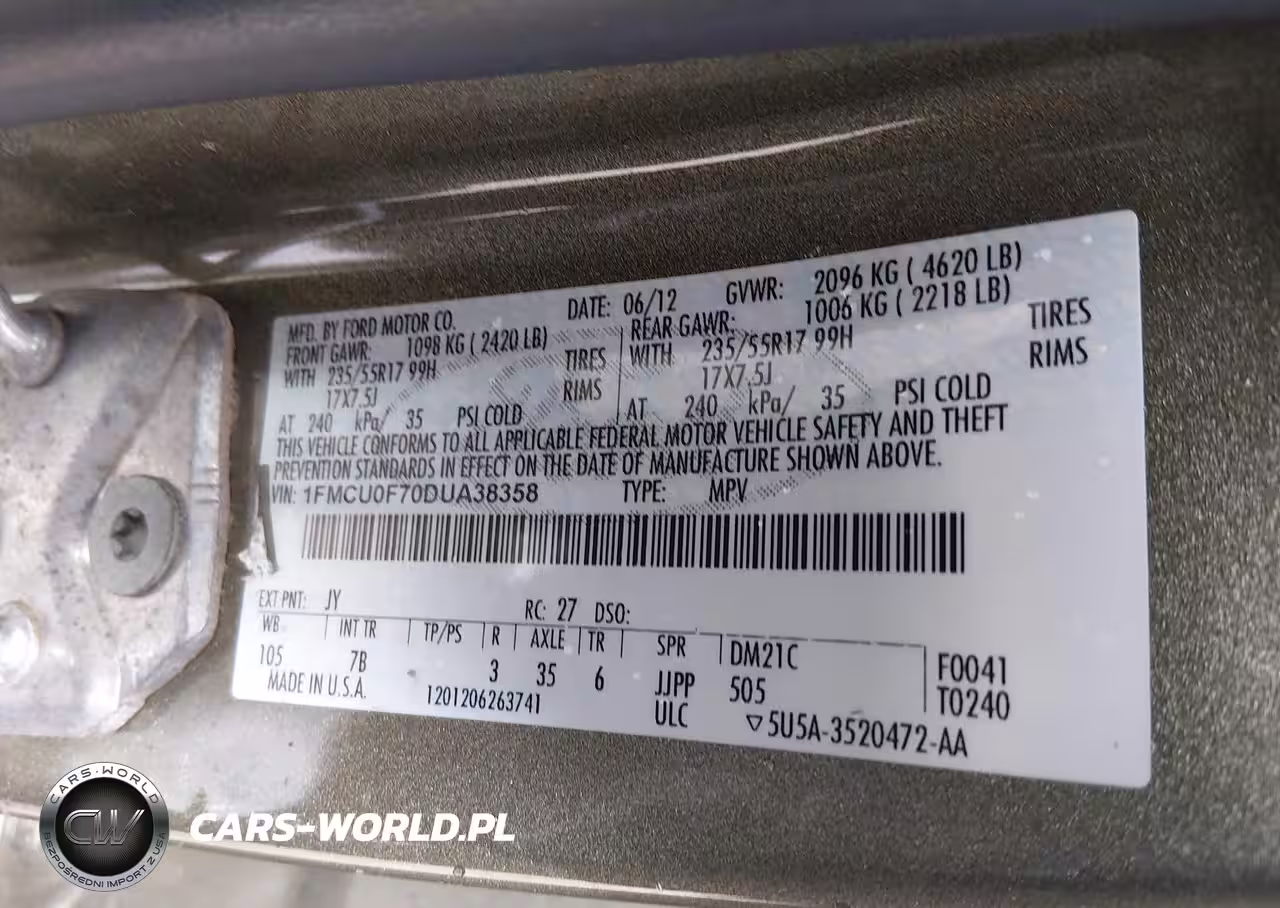 MFD. BY FORD MOTOR CO. DATE: 06/12 GVWR: 2096 KG ( 4620 LB)
FRONT GAWR: 1098 KG ( 2420 LB) REAR GAWR: 1006 KG ( 2218 LB)
WITH 235/55R17 99H TIRES WITH 235/55R17 99H TIRES
17X7.5J RIMS 17X7.5J RIMS
AT 240 kPa/ 35 PSI COLD AT 240 kPa/ 35 PSI COLD
THIS VEHICLE CONFORMS TO ALL APPLICABLE FEDERAL MOTOR VEHICLE SAFETY AND THEFT
PREVENTION STANDARDS IN EFFECT ON THE DATE OF MANUFACTURE SHOWN ABOVE.
VIN: 1FMCU0F70DUA38358 TYPE: MPV
EXT PNT: JY RC: 27 DSO:
WB INT TR TP/PS R AXLE TR SPR DM21C F0041
105 7B 3 35 6 JJPP 505 T0240
MADE IN U.S.A. 1201206263741 ULC ▽5U5A-3520472-AA
CARS-WORLD
CW
BEZPOŚREDNI IMPORT Z USA
CARS-WORLD.PL